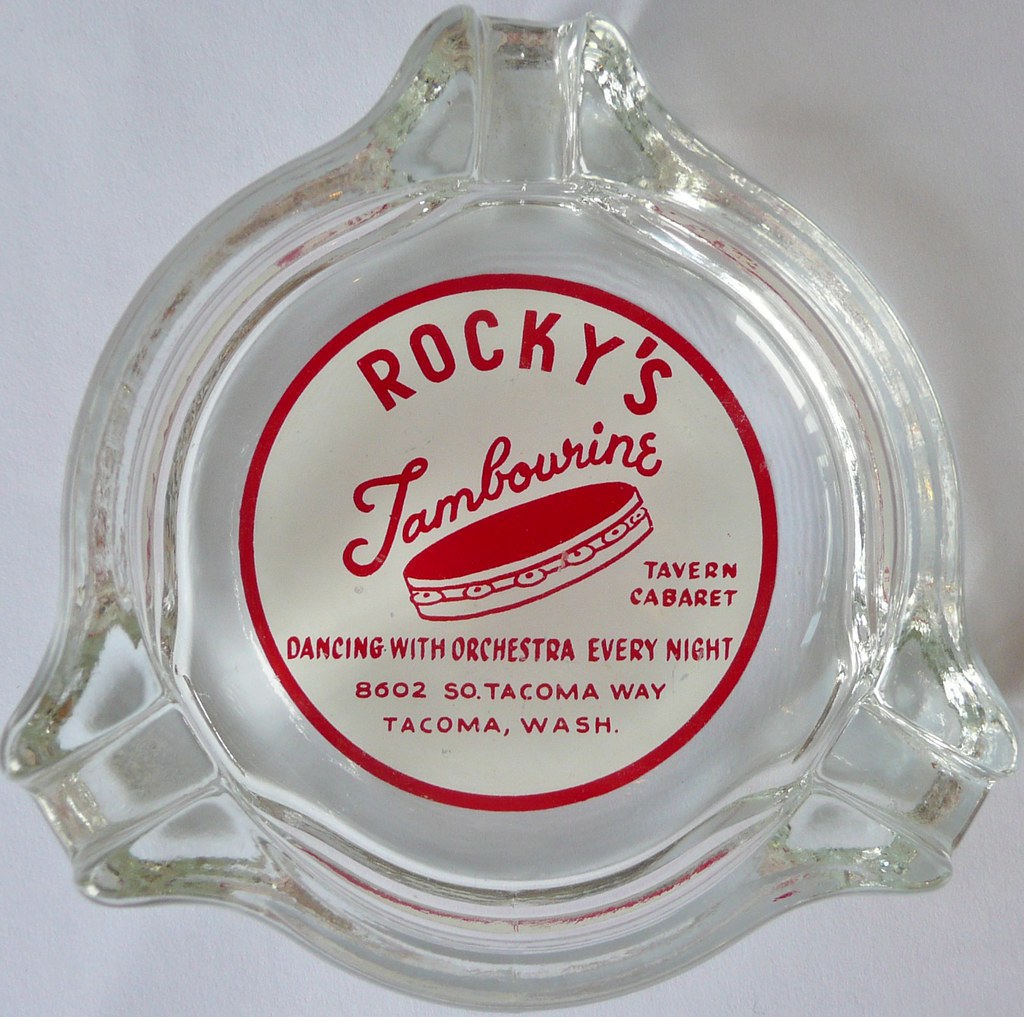 ROCKY'S
Tambourine
TAVERN
CABARET
DANCING WITH ORCHESTRA EVERY NIGHT
8602 SO. TACOMA WAY
TACOMA, WASH.